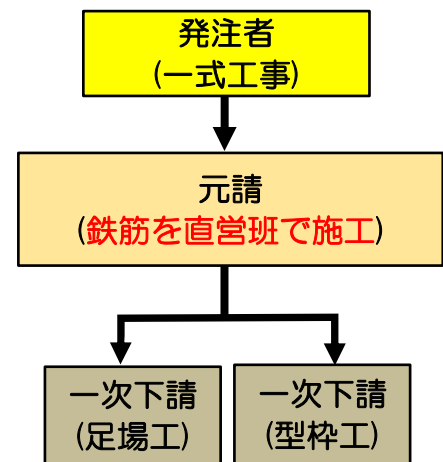 発注者
(一式工事)
元請
(鉄筋を直営班で施工)
一次下請
(足場工)
一次下請
(型枠工)